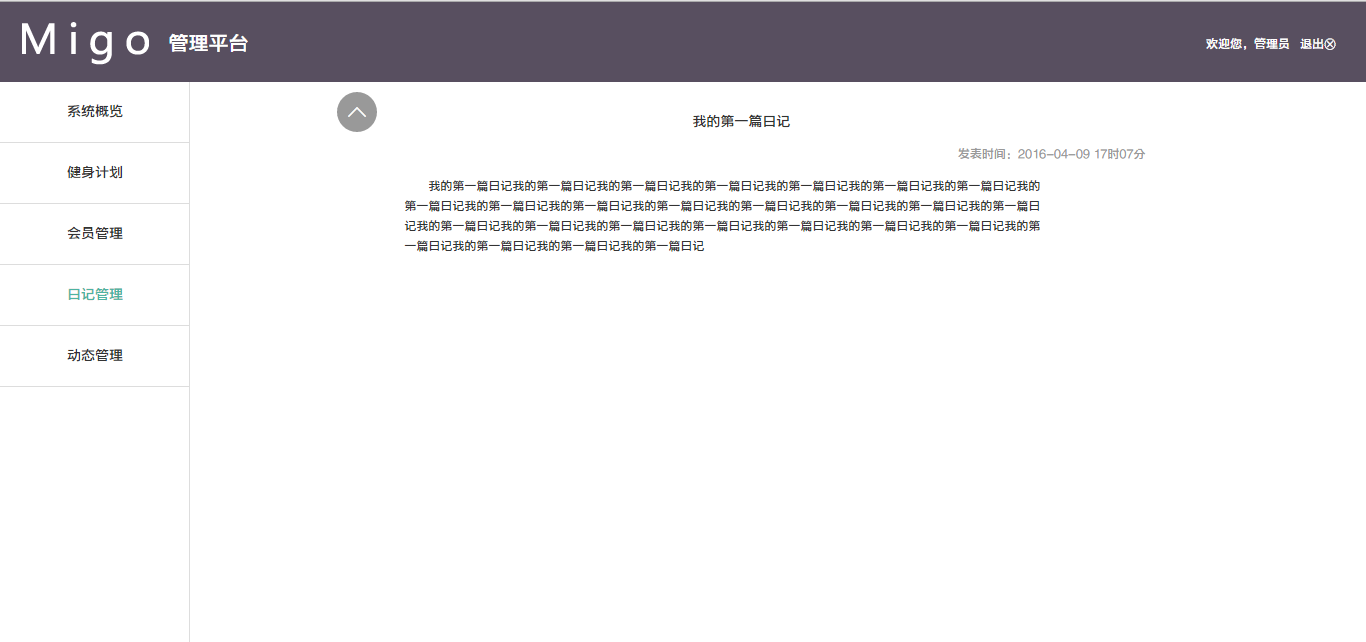 Migo 管理平台
欢迎您，管理员 退出⊗
系统概览
健身计划
会员管理
日记管理
动态管理
我的第一篇日记
发表时间：2016-04-09 17时07分
我的第一篇日记我的第一篇日记我的第一篇日记我的第一篇日记我的第一篇日记我的第一篇日记我的第一篇日记我的
第一篇日记我的第一篇日记我的第一篇日记我的第一篇日记我的第一篇日记我的第一篇日记我的第一篇日记我的第一篇日
记我的第一篇日记我的第一篇日记我的第一篇日记我的第一篇日记我的第一篇日记我的第一篇日记我的第一篇日记我的第
一篇日记我的第一篇日记我的第一篇日记我的第一篇日记